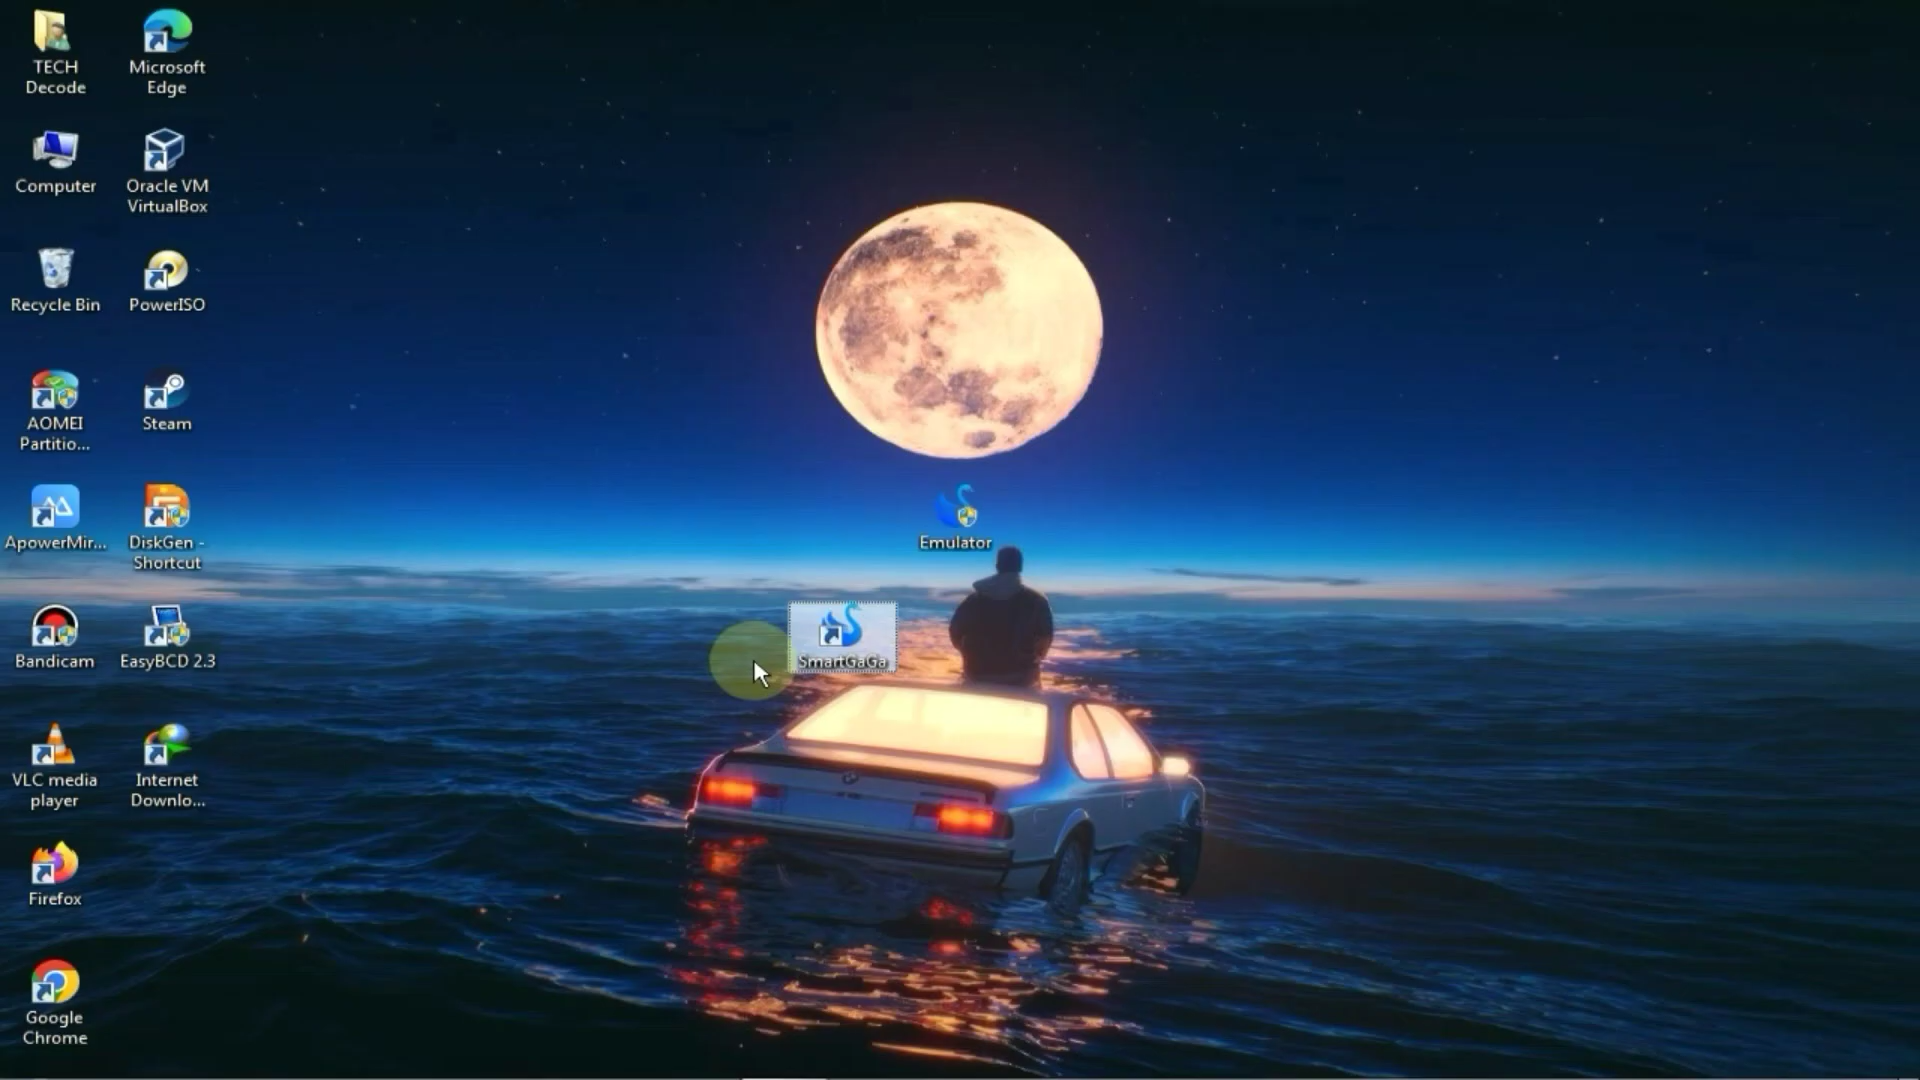 TECH
Decode
Microsoft
Edge
Computer
Oracle VM
VirtualBox
Recycle Bin
PowerISO
AOMEI
Partitio...
Steam
ApowerMir...
DiskGen -
Shortcut
Bandicam
EasyBCD 2.3
VLC media
player
Internet
Downlo...
Firefox
Google
Chrome
Emulator
SmartGaGa